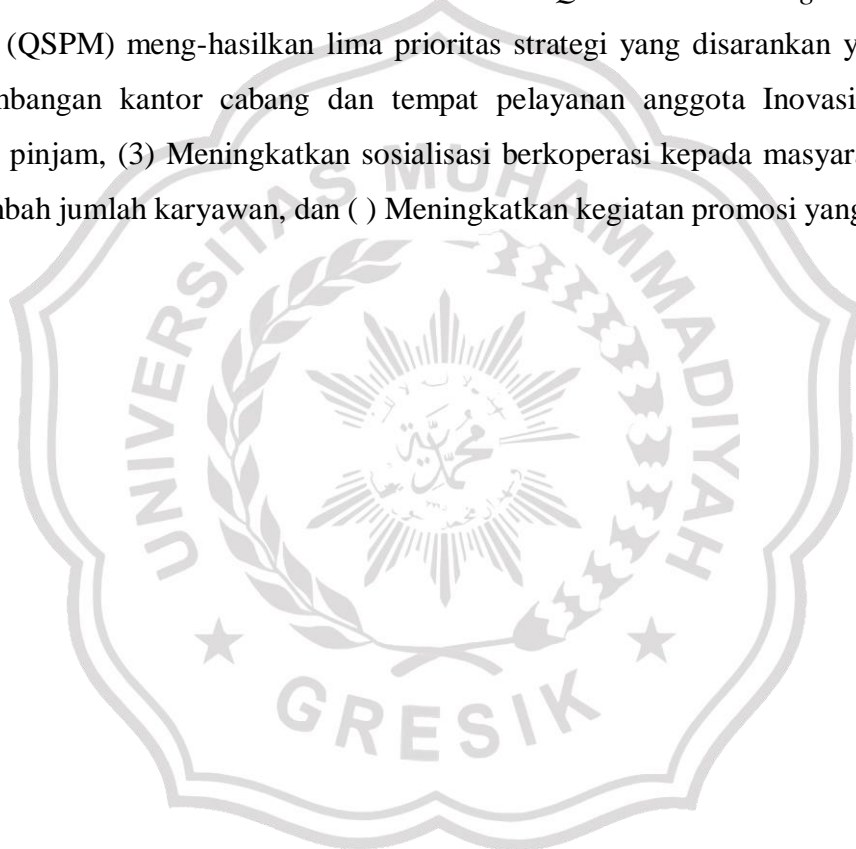 (QSPM) meng-hasilkan lima prioritas strategi yang disarankan y
mbangan kantor cabang dan tempat pelayanan anggota Inovasi
pinjam, (3) Meningkatkan sosialisasi berkoperasi kepada masyar
mbah jumlah karyawan, dan ( ) Meningkatkan kegiatan promosi yang
UNIVERSITAS MUHAMMADIYAH
GRESIK